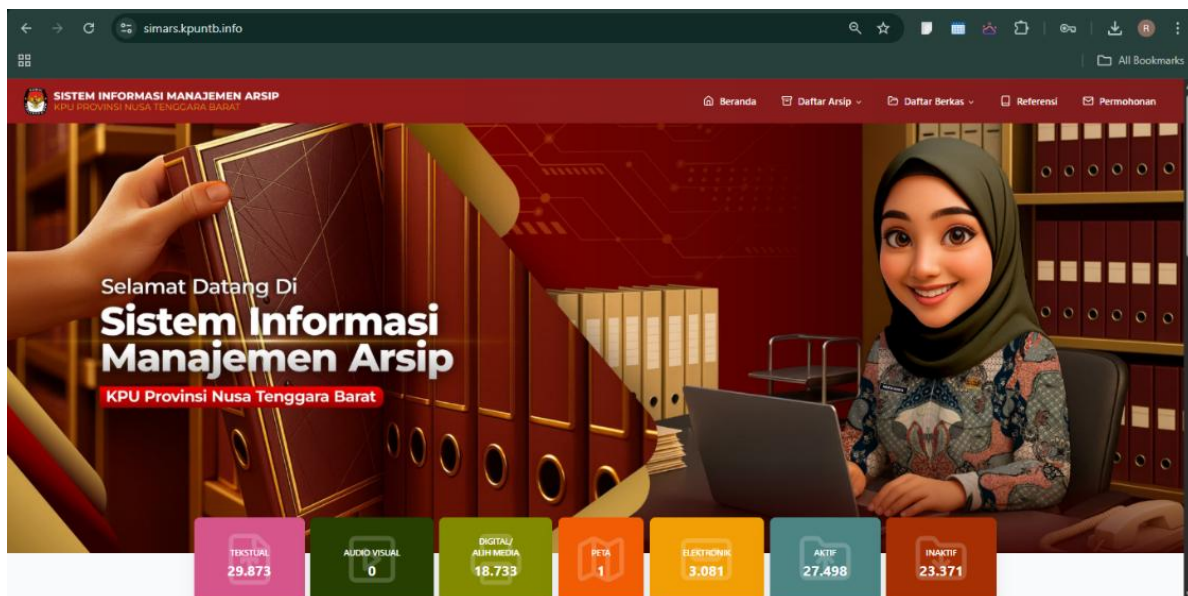 simars.kpuntb.info
R
All Bookmarks
SISTEM INFORMASI MANAJEMEN ARSIP
KPU PROVINSI NUSA TENGGARA BARAT
Beranda
Daftar Arsip
Daftar Berkas
Referensi
Permohonan
Selamat Datang Di
Sistem Informasi
Manajemen Arsip
KPU Provinsi Nusa Tenggara Barat
TEKSTUAL
29.873
AUDIO VISUAL
0
DIGITAL/
ALIH MEDIA
18.733
PETA
1
ELEKTRONIK
3.081
AKTIF
27.498
INAKTIF
23.371